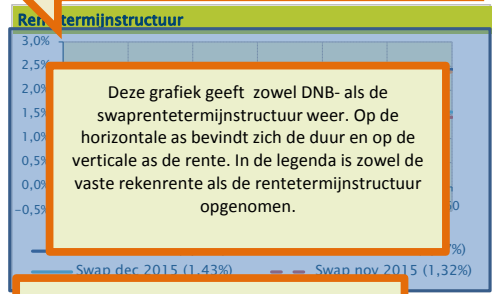 Rentetermijnstructuur
3,0%
2,5%
2,0%
1,5%
1,0%
0,5%
0,0%
-0,5%
Deze grafiek geeft zowel DNB- als de
swaprentetermijnstructuur weer. Op de
horizontale as bevindt zich de duur en op de
verticale as de rente. In de legenda is zowel de
vaste rekenrente als de rentetermijnstructuur
opgenomen.
Swap dec 2015 (1,43%)
Swap nov 2015 (1,32%)